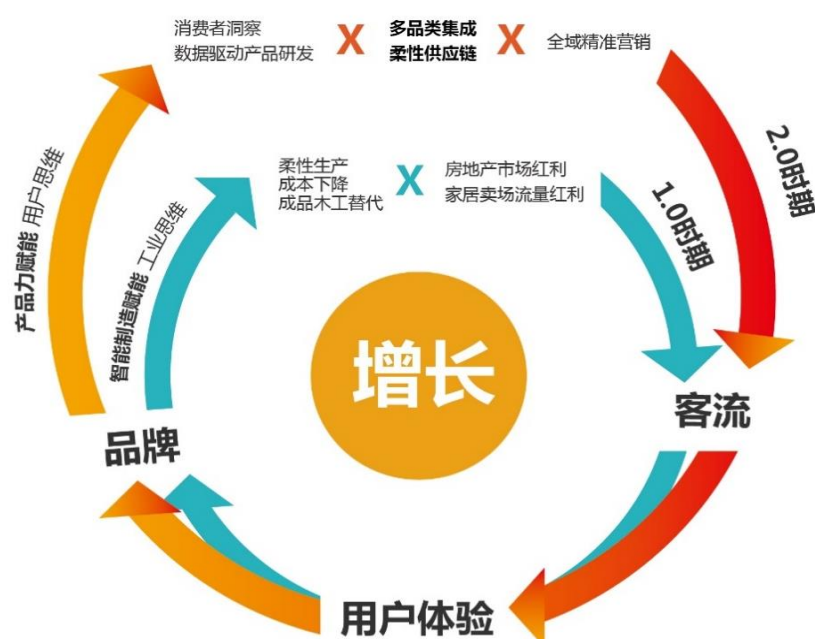 消费者洞察
数据驱动产品研发
X
多品类集成
柔性供应链
X
全域精准营销
产品力赋能 用户思维
2.0时期
柔性生产
成本下降
成品木工替代
X
房地产市场红利
家居卖场流量红利
智能制造赋能 工业思维
1.0时期
增长
品牌
客流
用户体验